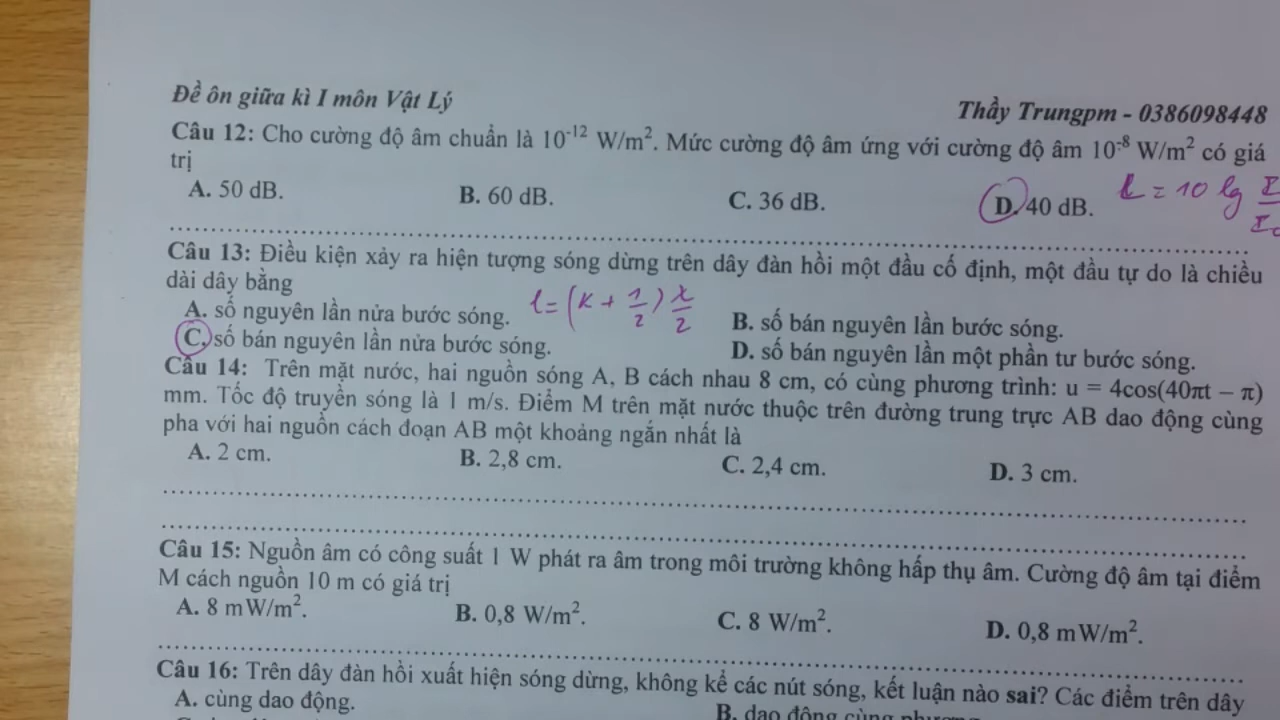 Đề ôn giữa kì I môn Vật Lý
Thầy Trungpm - 0386098448
Câu 12: Cho cường độ âm chuẩn là 10⁻¹² W/m². Mức cường độ âm ứng với cường độ âm 10⁻⁸ W/m² có giá
trị
A. 50 dB. B. 60 dB. C. 36 dB. D. 40 dB. L = 10 lg I/I₀
Câu 13: Điều kiện xảy ra hiện tượng sóng dừng trên dây đàn hồi một đầu cố định, một đầu tự do là chiều
dài dây bằng
A. số nguyên lần nửa bước sóng. l = (k + 1/2) λ/2 B. số bán nguyên lần bước sóng.
C. số bán nguyên lần nửa bước sóng. D. số bán nguyên lần một phần tư bước sóng.
Câu 14: Trên mặt nước, hai nguồn sóng A, B cách nhau 8 cm, có cùng phương trình: u = 4cos(40πt – π)
mm. Tốc độ truyền sóng là 1 m/s. Điểm M trên mặt nước thuộc trên đường trung trực AB dao động cùng
pha với hai nguồn cách đoạn AB một khoảng ngắn nhất là
A. 2 cm. B. 2,8 cm. C. 2,4 cm. D. 3 cm.
Câu 15: Nguồn âm có công suất 1 W phát ra âm trong môi trường không hấp thụ âm. Cường độ âm tại điểm
M cách nguồn 10 m có giá trị
A. 8 mW/m². B. 0,8 W/m². C. 8 W/m². D. 0,8 mW/m².
Câu 16: Trên dây đàn hồi xuất hiện sóng dừng, không kể các nút sóng, kết luận nào sai? Các điểm trên dây
A. cùng dao động. B. dao động cùng phương